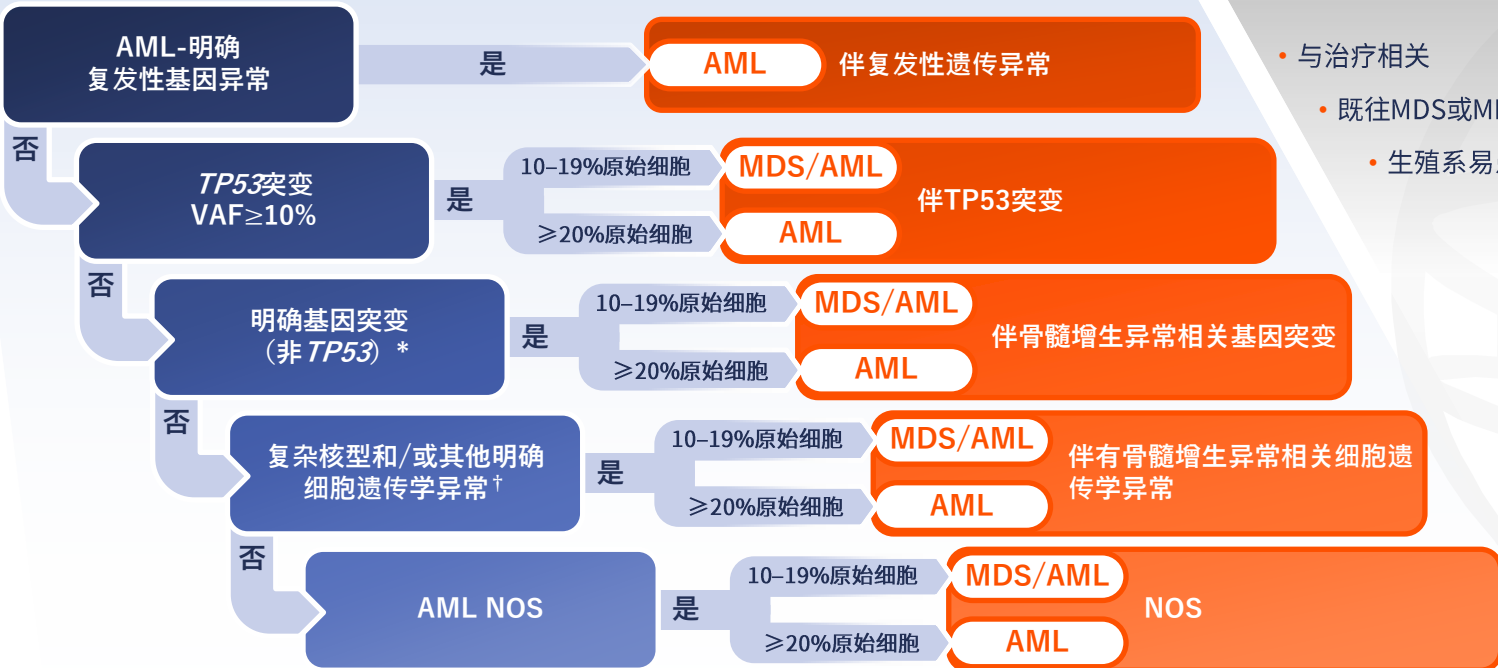 AML-明确
复发性基因异常
是
AML
伴复发性遗传异常
• 与治疗相关
• 既往MDS或
• 生殖系易
否
TP53突变
VAF≥10%
是
10–19%原始细胞
MDS/AML
≥20%原始细胞
AML
伴TP53突变
否
明确基因突变
（非TP53）*
是
10–19%原始细胞
MDS/AML
≥20%原始细胞
AML
伴骨髓增生异常相关基因突变
否
复杂核型和/或其他明确
细胞遗传学异常†
是
10–19%原始细胞
MDS/AML
≥20%原始细胞
AML
伴有骨髓增生异常相关细胞遗
传学异常
否
AML NOS
是
10–19%原始细胞
MDS/AML
≥20%原始细胞
AML
NOS